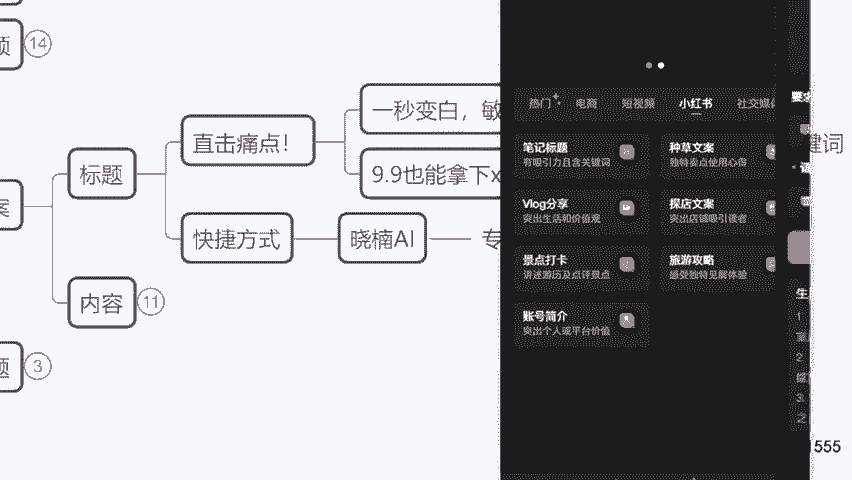 14
标题
直击痛点！
一秒变白，敏
9.9也能拿下x
快捷方式
晓楠AI
专
内容
11
案
题
3
键词
1555
热门
电商
短视频
小红书
社交媒体
笔记标题
有吸引力且含关键词
种草文案
独特卖点使用心得
Vlog分享
突出生活和价值观
探店文案
突出店铺吸引读者
景点打卡
讲述游历及点评景点
旅游攻略
感受独特见解体验
账号简介
突出个人或平台价值
要求
生
1
2
3